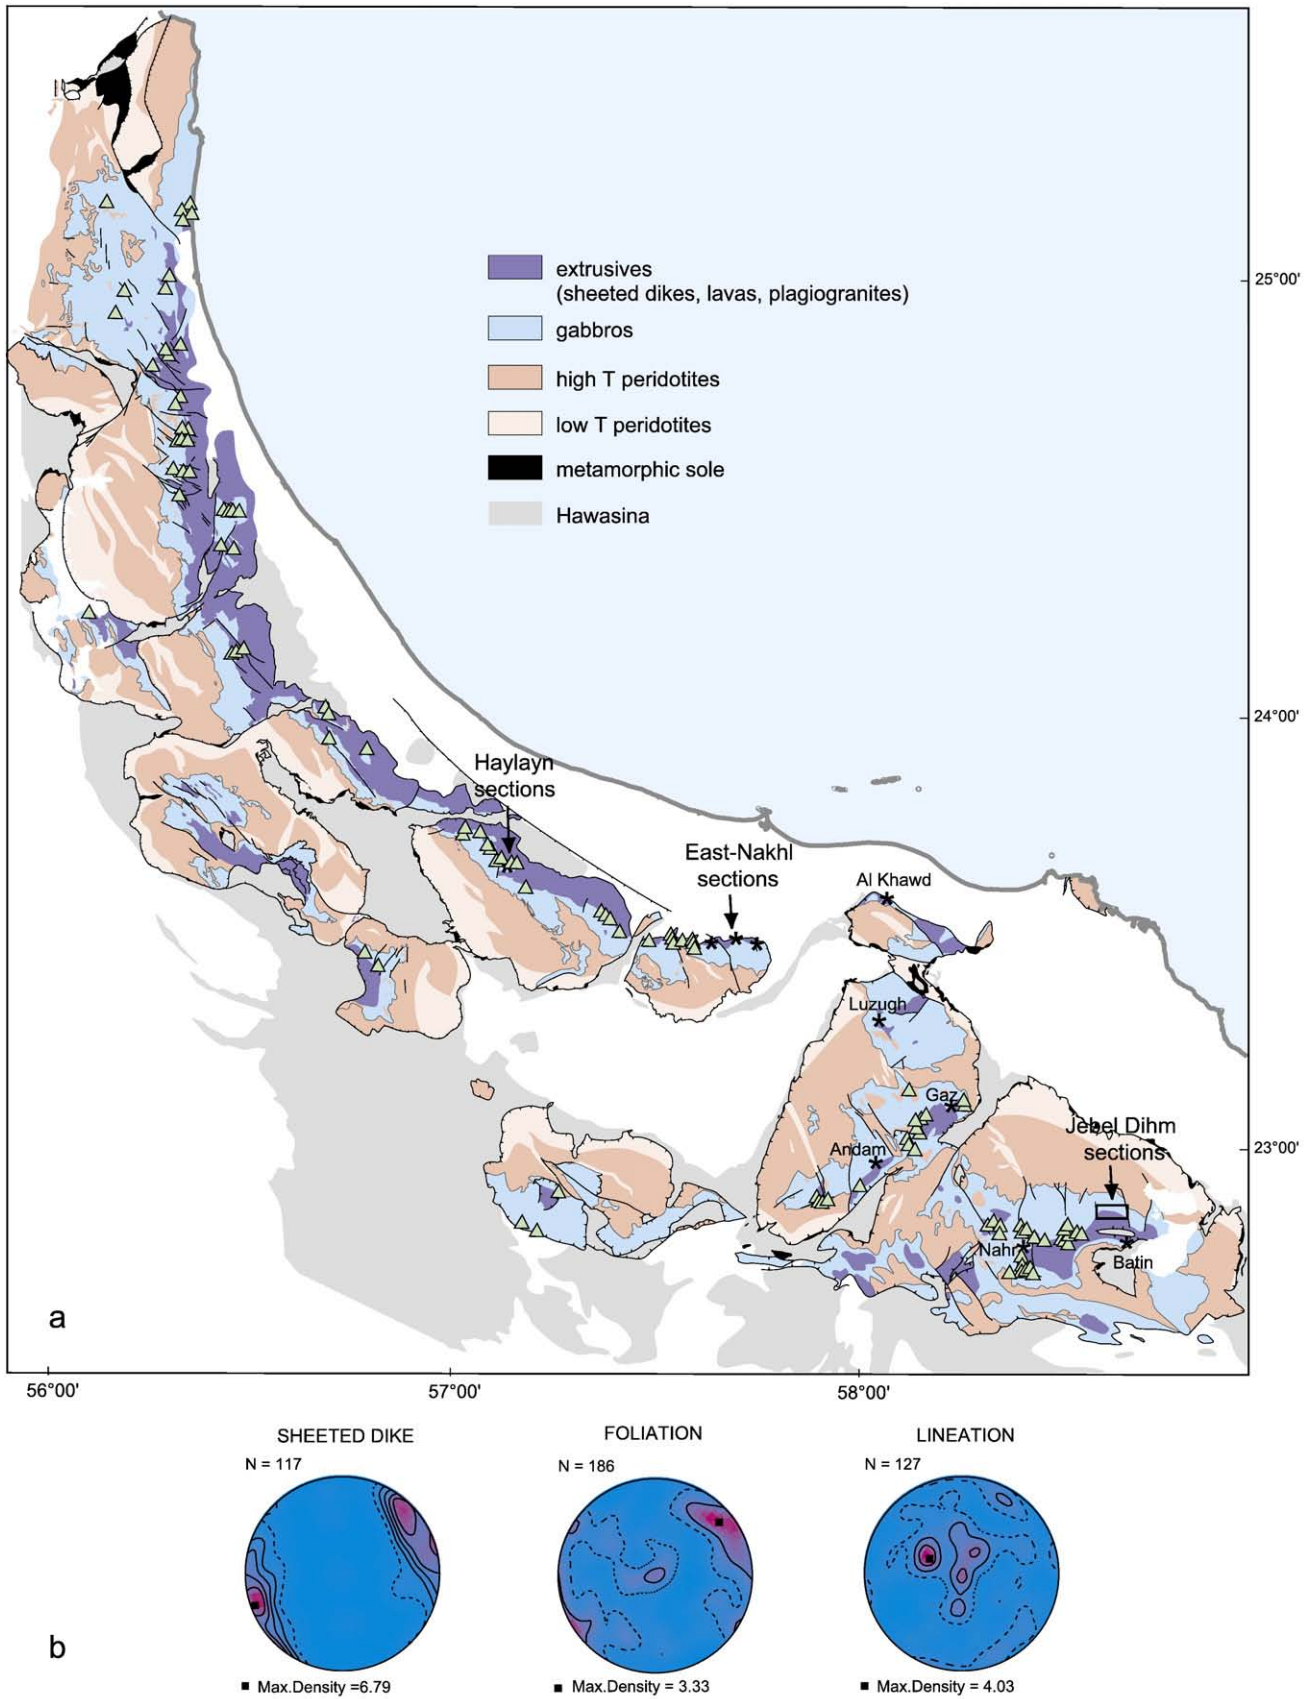 extrusives
(sheeted dikes, lavas, plagiogranites)
gabbros
high T peridotites
low T peridotites
metamorphic sole
Hawasina
25°00'
24°00'
Haylayn
sections
East-Nakhl
sections
Al Khawd
Luzugh
Gaz
Andam
Jebel Dihm
sections
23°00'
Nahr
Batin
a
56°00'
57°00'
58°00'
SHEETED DIKE
FOLIATION
LINEATION
N = 117
N = 186
N = 127
b
Max.Density =6.79
Max.Density = 3.33
Max.Density = 4.03